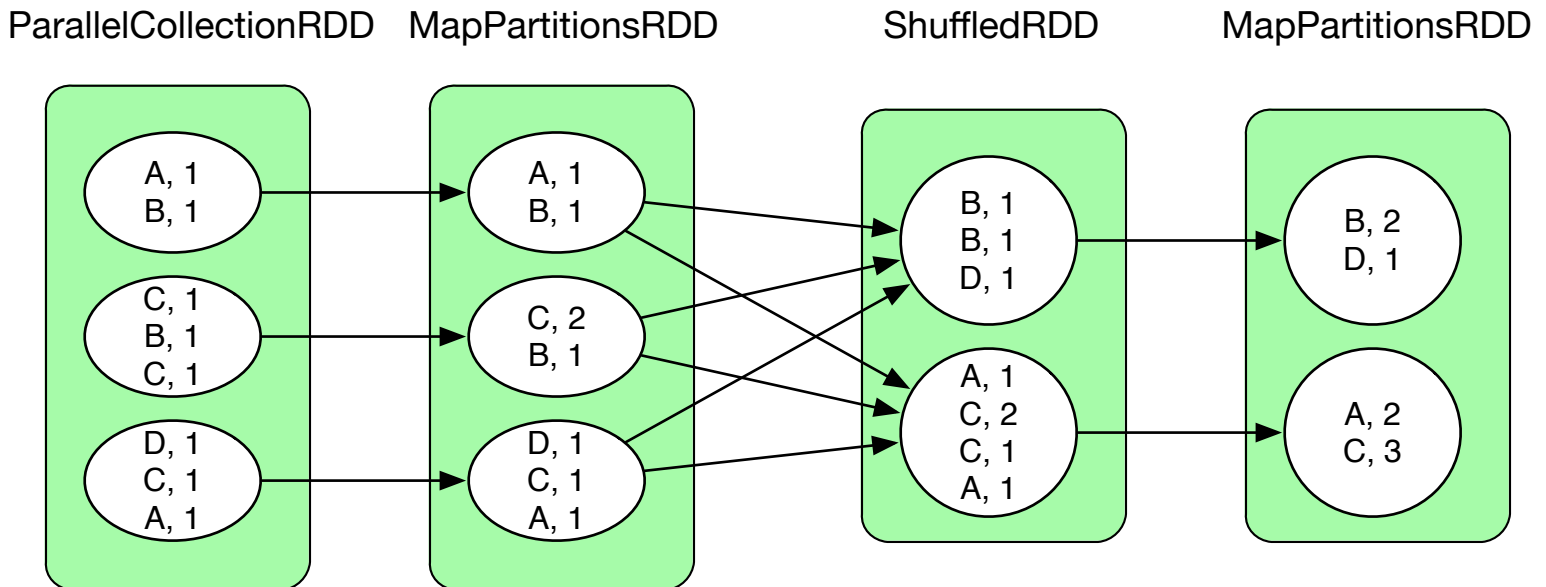 ParallelCollectionRDD
MapPartitionsRDD
ShuffledRDD
MapPartitionsRDD
A, 1
B, 1
C, 1
B, 1
C, 1
D, 1
C, 1
A, 1
A, 1
B, 1
C, 2
B, 1
D, 1
C, 1
A, 1
B, 1
B, 1
D, 1
A, 1
C, 2
C, 1
A, 1
B, 2
D, 1
A, 2
C, 3